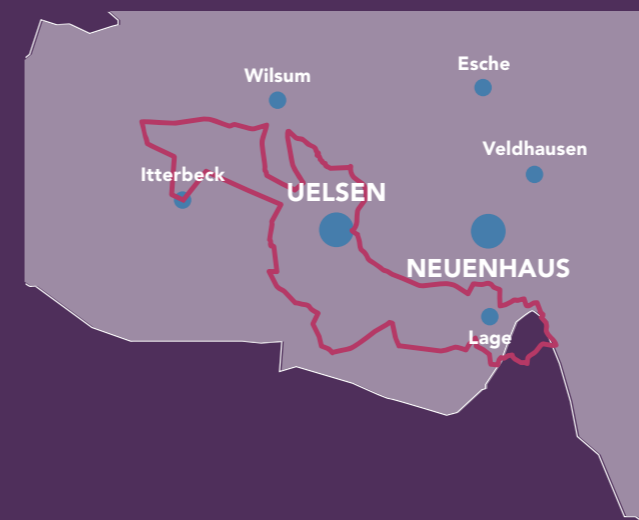 Esche
Wilsum
Veldhausen
Itterbeck
UELSEN
NEUENHAUS
Lage